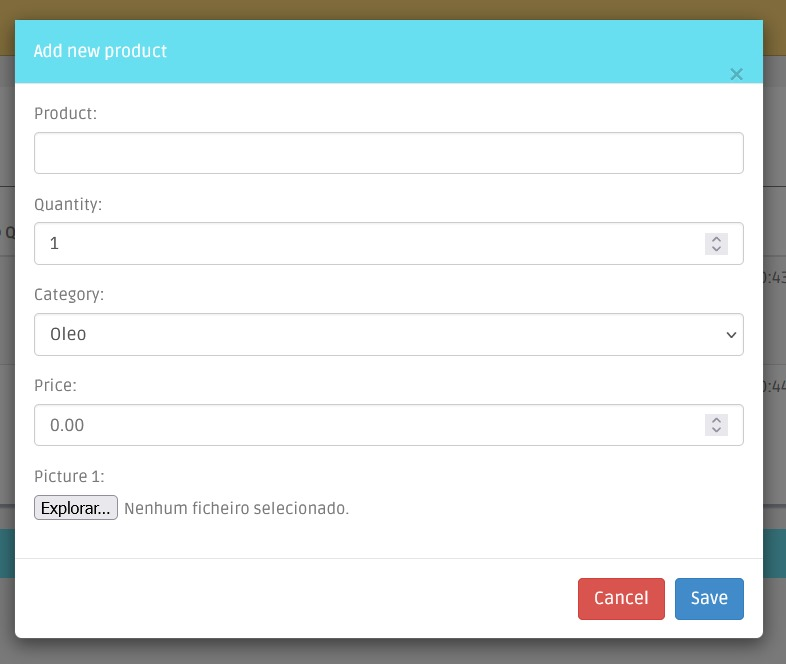 Add new product
×
Product:
Quantity:
1
Category:
Oleo
Price:
0.00
Picture 1:
Explorar... Nenhum ficheiro selecionado.
Cancel Save